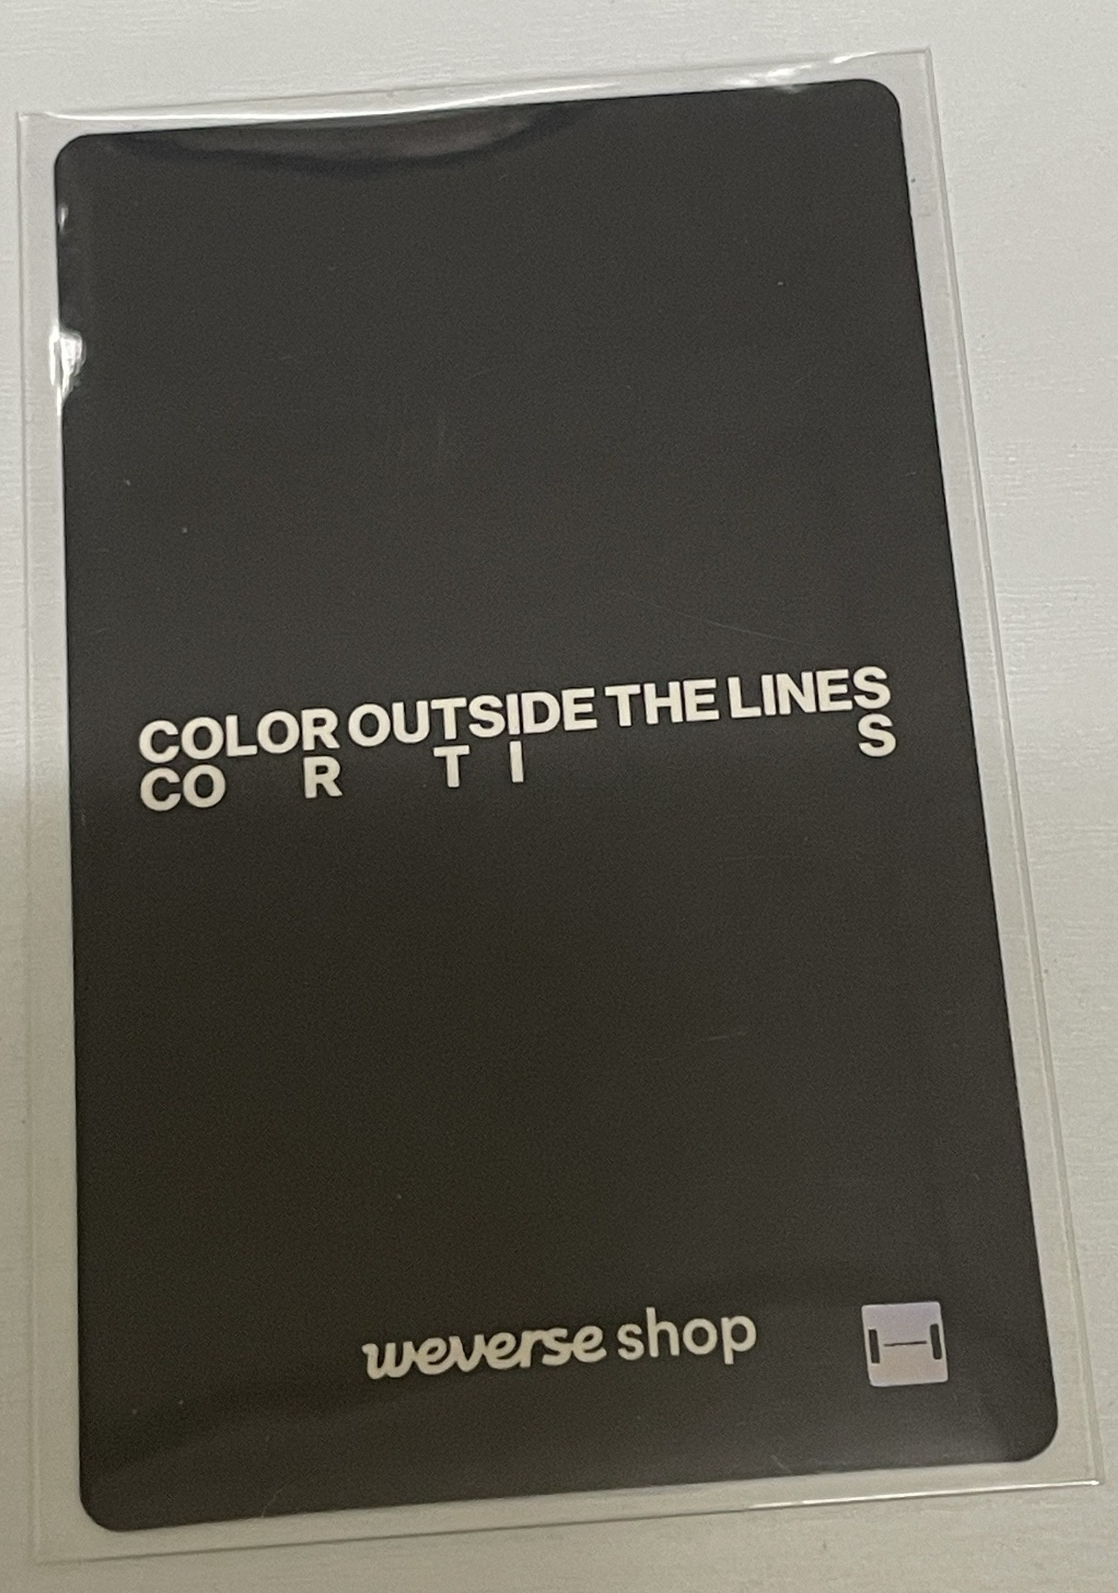 COLOR OUTSIDE THE LINES
CO R T I S
weverse shop